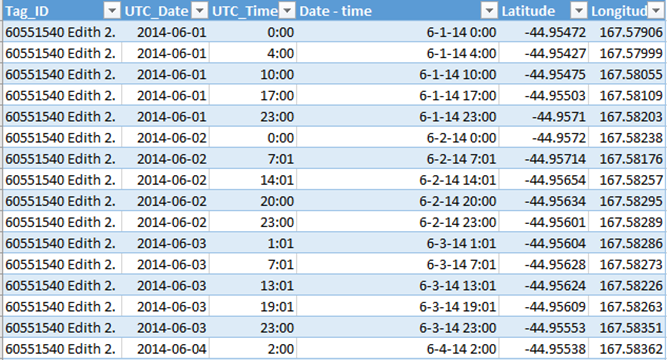 Tag_ID UTC_Date UTC_Time Date - time Latitude Longitud
60551540 Edith 2. 2014-06-01 0:00 6-1-14 0:00 -44.95472 167.57906
60551540 Edith 2. 2014-06-01 4:00 6-1-14 4:00 -44.95427 167.57999
60551540 Edith 2. 2014-06-01 10:00 6-1-14 10:00 -44.95475 167.58055
60551540 Edith 2. 2014-06-01 17:00 6-1-14 17:00 -44.95503 167.58109
60551540 Edith 2. 2014-06-01 23:00 6-1-14 23:00 -44.9571 167.58203
60551540 Edith 2. 2014-06-02 0:00 6-2-14 0:00 -44.9572 167.58238
60551540 Edith 2. 2014-06-02 7:01 6-2-14 7:01 -44.95714 167.58176
60551540 Edith 2. 2014-06-02 14:01 6-2-14 14:01 -44.95654 167.58257
60551540 Edith 2. 2014-06-02 20:00 6-2-14 20:00 -44.95634 167.58295
60551540 Edith 2. 2014-06-02 23:00 6-2-14 23:00 -44.95601 167.58289
60551540 Edith 2. 2014-06-03 1:01 6-3-14 1:01 -44.95604 167.58286
60551540 Edith 2. 2014-06-03 7:01 6-3-14 7:01 -44.95628 167.58273
60551540 Edith 2. 2014-06-03 13:01 6-3-14 13:01 -44.95624 167.58226
60551540 Edith 2. 2014-06-03 19:01 6-3-14 19:01 -44.95609 167.58263
60551540 Edith 2. 2014-06-03 23:00 6-3-14 23:00 -44.95553 167.58351
60551540 Edith 2. 2014-06-04 2:00 6-4-14 2:00 -44.95538 167.58362